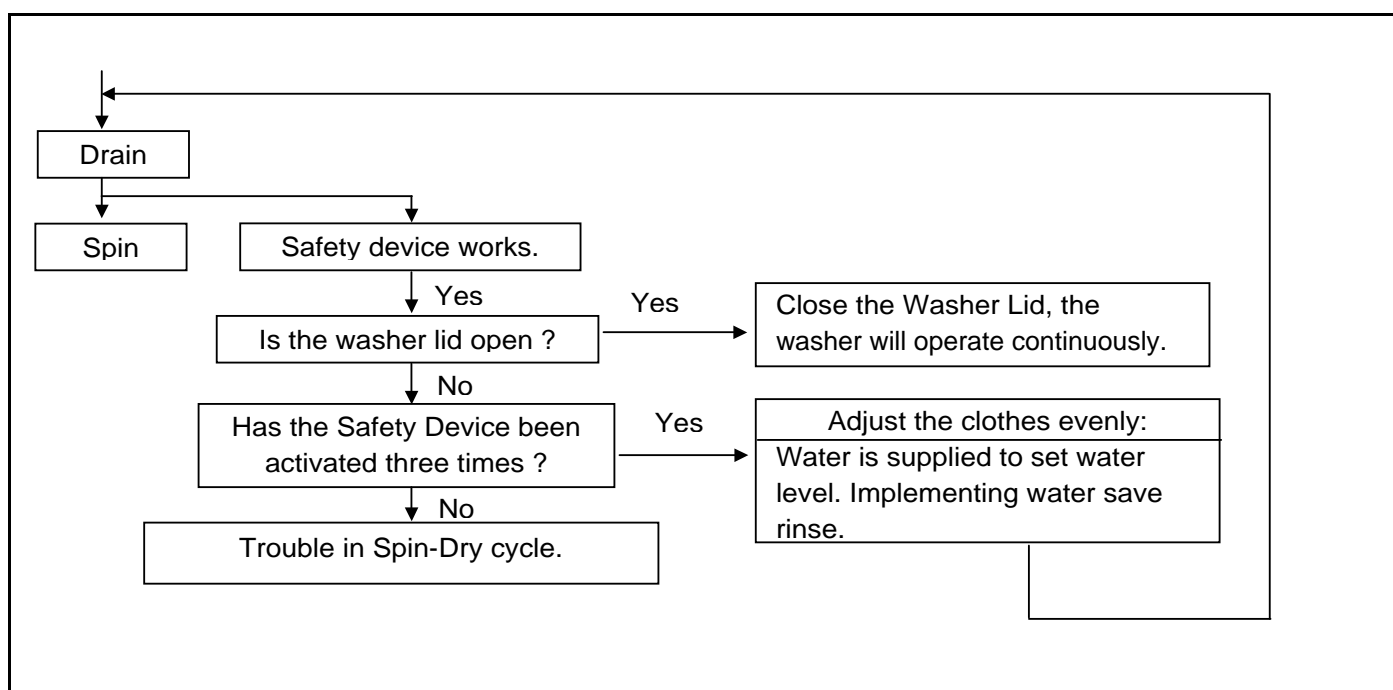 Drain
Spin
Safety device works.
Yes
Is the washer lid open ?
Yes
Close the Washer Lid, the
washer will operate continuously.
No
Has the Safety Device been
activated three times ?
Yes
Adjust the clothes evenly:
Water is supplied to set water
level. Implementing water save
rinse.
No
Trouble in Spin-Dry cycle.